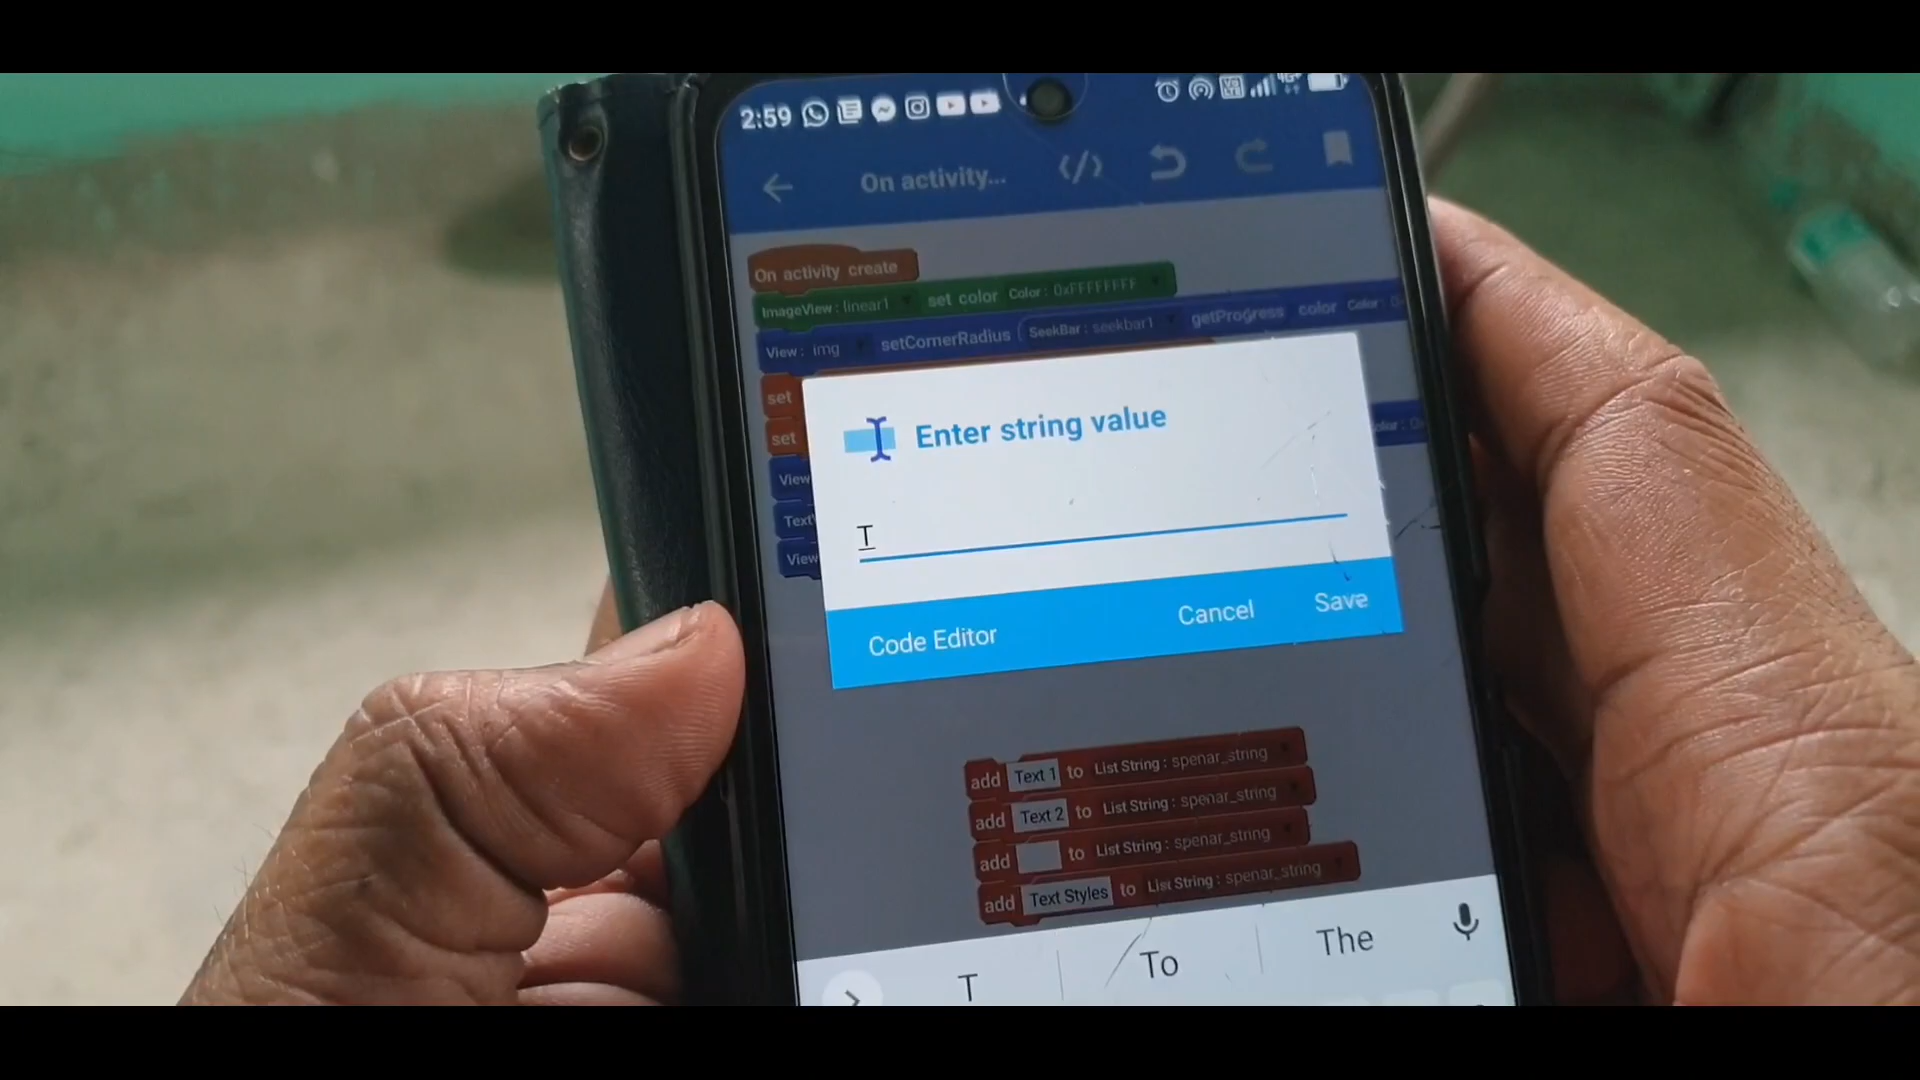 2:59
On activity...
On activity create
ImageView : linear1 set color Color : 0xFFFFFFFF
View : img setCornerRadius SeekBar : seekbar1 getProgress color Color :
set
set
Enter string value
View
T
View
Code Editor Cancel Save
add Text 1 to List String : spenar_string
add Text 2 to List String : spenar_string
add to List String : spenar_string
add Text Styles to List String : spenar_string
T To The